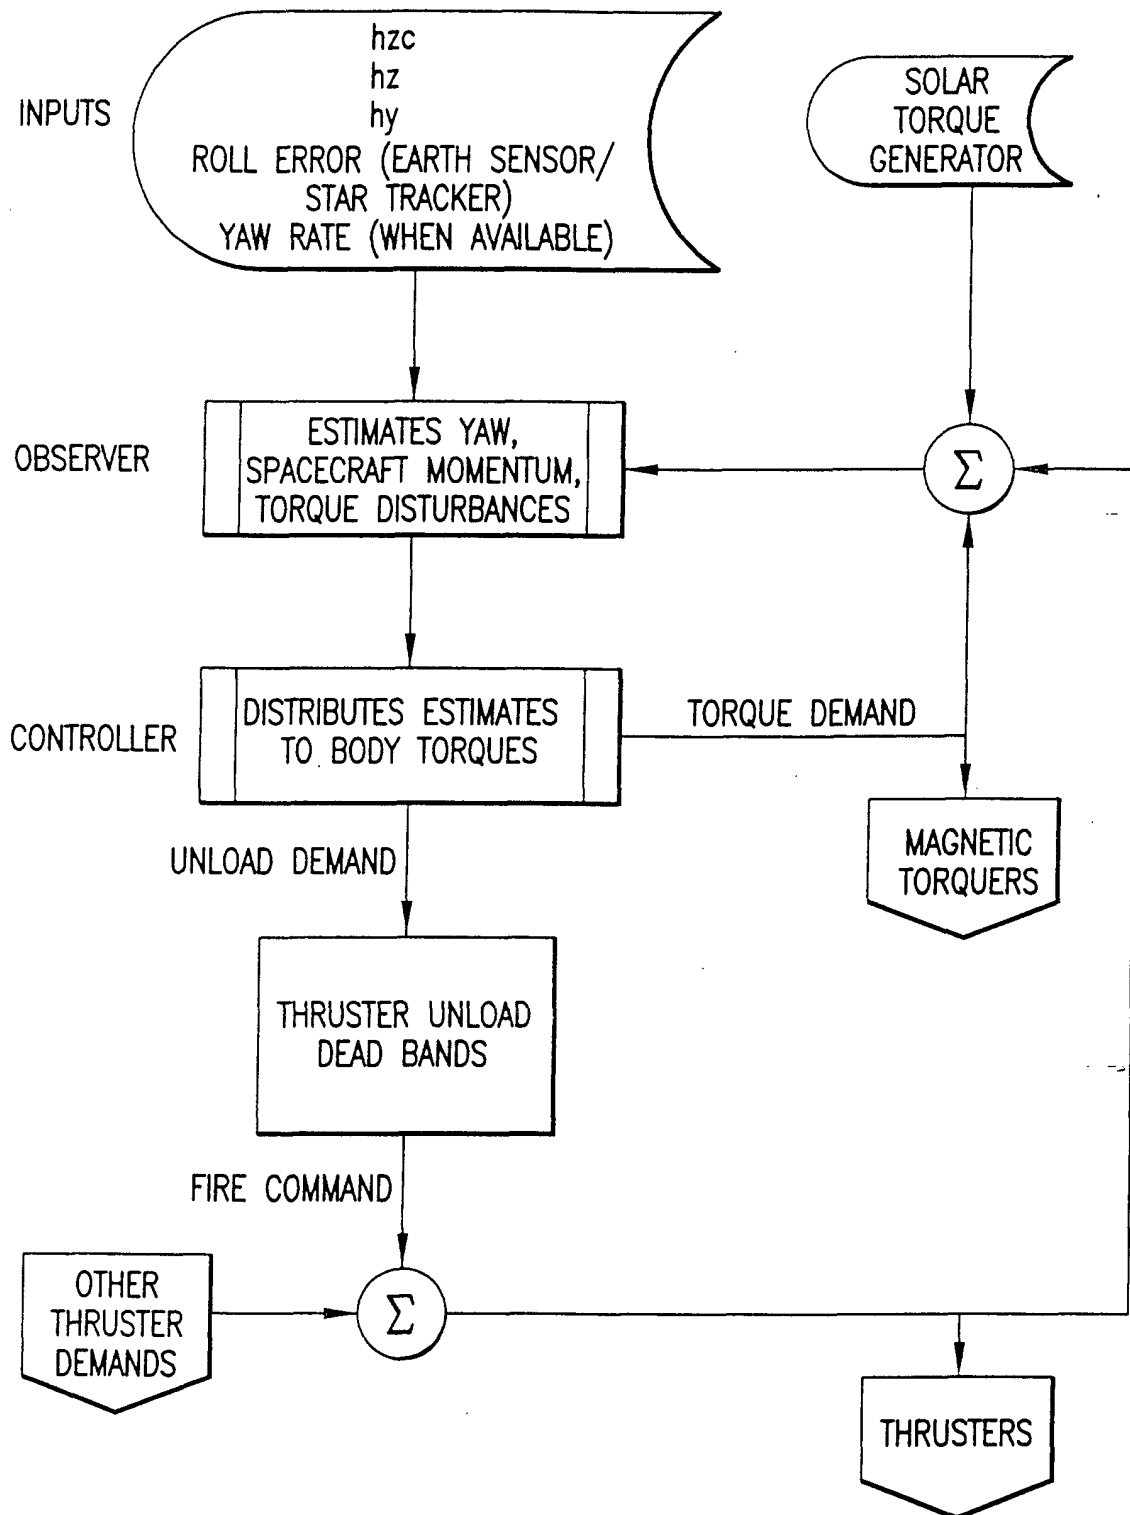 hzc
hz
hy
ROLL ERROR (EARTH SENSOR/
STAR TRACKER)
YAW RATE (WHEN AVAILABLE)
INPUTS
SOLAR
TORQUE
GENERATOR
OBSERVER
ESTIMATES YAW,
SPACECRAFT MOMENTUM,
TORQUE DISTURBANCES
Σ
CONTROLLER
DISTRIBUTES ESTIMATES
TO BODY TORQUES
TORQUE DEMAND
MAGNETIC
TORQUERS
UNLOAD DEMAND
THRUSTER UNLOAD
DEAD BANDS
FIRE COMMAND
OTHER
THRUSTER
DEMANDS
Σ
THRUSTERS